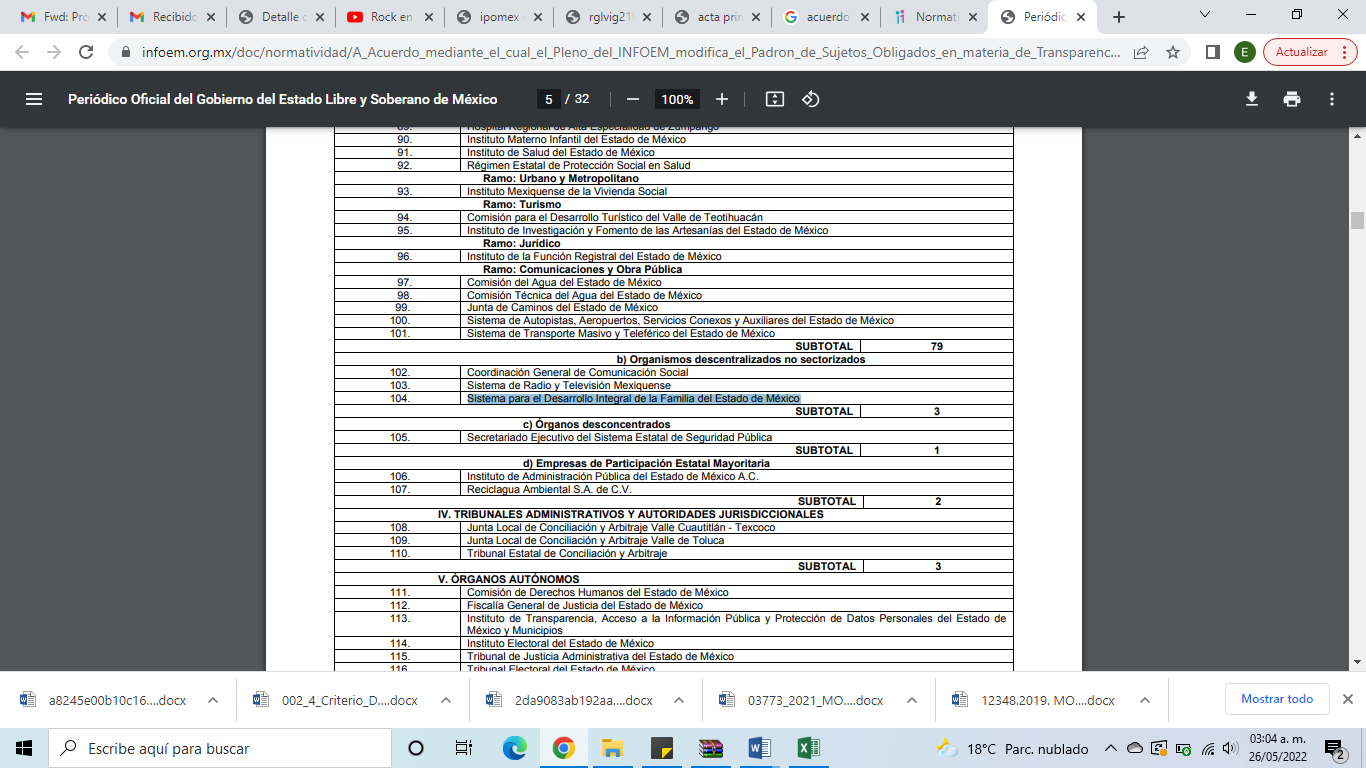 Fwd: Pro
Recibido
Detalle d
Rock en
ipomex
rglvig21
acta prin
acuerdo
Normati
Periódic
infoem.org.mx/doc/normatividad/A_Acuerdo_mediante_el_cual_el_Pleno_del_INFOEM_modifica_el_Padron_de_Sujetos_Obligados_en_materia_de_Transparenc...
E
Actualizar
Periódico Oficial del Gobierno del Estado Libre y Soberano de México
5 / 32
100%
89. Hospital Regional de Alta Especialidad de Zumpango
90. Instituto Materno Infantil del Estado de México
91. Instituto de Salud del Estado de México
92. Régimen Estatal de Protección Social en Salud
Ramo: Urbano y Metropolitano
93. Instituto Mexiquense de la Vivienda Social
Ramo: Turismo
94. Comisión para el Desarrollo Turístico del Valle de Teotihuacán
95. Instituto de Investigación y Fomento de las Artesanías del Estado de México
Ramo: Jurídico
96. Instituto de la Función Registral del Estado de México
Ramo: Comunicaciones y Obra Pública
97. Comisión del Agua del Estado de México
98. Comisión Técnica del Agua del Estado de México
99. Junta de Caminos del Estado de México
100. Sistema de Autopistas, Aeropuertos, Servicios Conexos y Auxiliares del Estado de México
101. Sistema de Transporte Masivo y Teleférico del Estado de México
SUBTOTAL 79
b) Organismos descentralizados no sectorizados
102. Coordinación General de Comunicación Social
103. Sistema de Radio y Televisión Mexiquense
104. Sistema para el Desarrollo Integral de la Familia del Estado de México
SUBTOTAL 3
c) Órganos desconcentrados
105. Secretariado Ejecutivo del Sistema Estatal de Seguridad Pública
SUBTOTAL 1
d) Empresas de Participación Estatal Mayoritaria
106. Instituto de Administración Pública del Estado de México A.C.
107. Reciclagua Ambiental S.A. de C.V.
SUBTOTAL 2
IV. TRIBUNALES ADMINISTRATIVOS Y AUTORIDADES JURISDICCIONALES
108. Junta Local de Conciliación y Arbitraje Valle Cuautitlán - Texcoco
109. Junta Local de Conciliación y Arbitraje Valle de Toluca
110. Tribunal Estatal de Conciliación y Arbitraje
SUBTOTAL 3
V. ÓRGANOS AUTÓNOMOS
111. Comisión de Derechos Humanos del Estado de México
112. Fiscalía General de Justicia del Estado de México
113. Instituto de Transparencia, Acceso a la Información Pública y Protección de Datos Personales del Estado de
México y Municipios
114. Instituto Electoral del Estado de México
115. Tribunal de Justicia Administrativa del Estado de México
116. Tribunal Electoral del Estado de México
a8245e00b10c16....docx
002_4_Criterio_D....docx
2da9083ab192aa....docx
03773_2021_MO....docx
12348.2019. MO....docx
Mostrar todo
Escribe aquí para buscar
18°C Parc. nublado
03:04 a. m.
26/05/2022
2